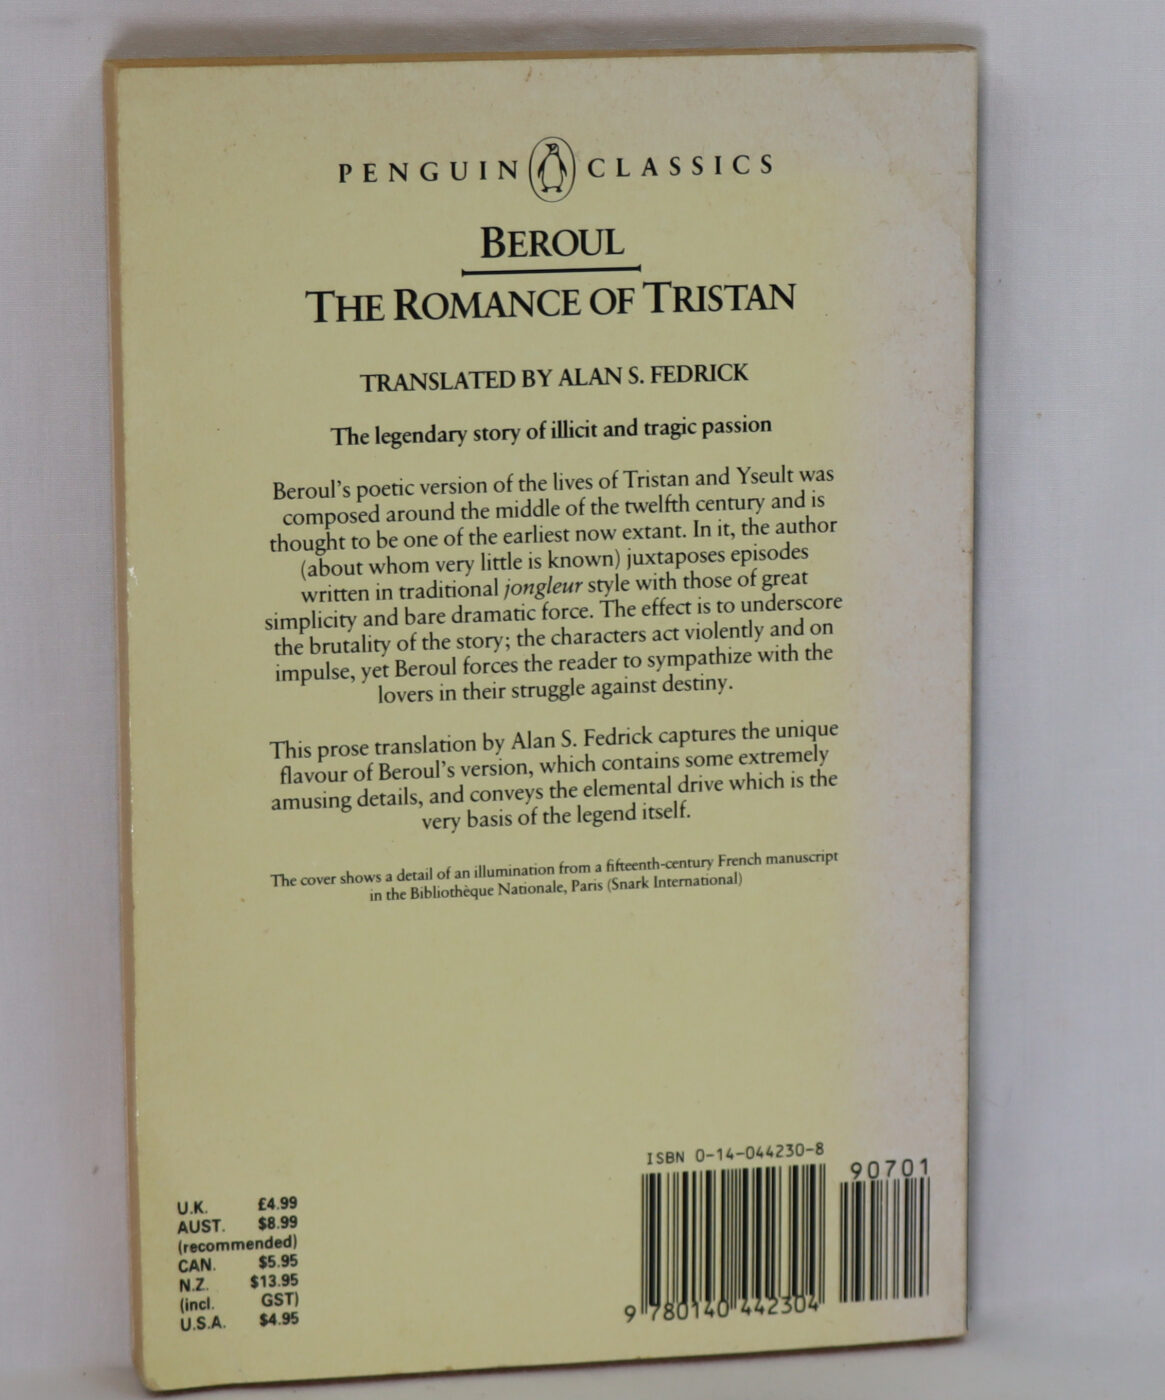 PENGUIN CLASSICS
BEROUL
THE ROMANCE OF TRISTAN
TRANSLATED BY ALAN S. FEDRICK
The legendary story of illicit and tragic passion
Beroul's poetic version of the lives of Tristan and Yseult was
composed around the middle of the twelfth century and is
thought to be one of the earliest now extant. In it, the author
(about whom very little is known) juxtaposes episodes
written in traditional jongleur style with those of great
simplicity and bare dramatic force. The effect is to underscore
the brutality of the story; the characters act violently and on
impulse, yet Beroul forces the reader to sympathize with the
lovers in their struggle against destiny.
This prose translation by Alan S. Fedrick captures the unique
flavour of Beroul's version, which contains some extremely
amusing details, and conveys the elemental drive which is the
very basis of the legend itself.
The cover shows a detail of an illumination from a fifteenth-century French manuscript
in the Bibliothèque Nationale, Paris (Snark International)
U.K. £4.99
AUST. $8.99
(recommended)
CAN. $5.95
N.Z. $13.95
(incl. GST)
U.S.A. $4.95
ISBN 0-14-044230-8
90701
9 780140 442304